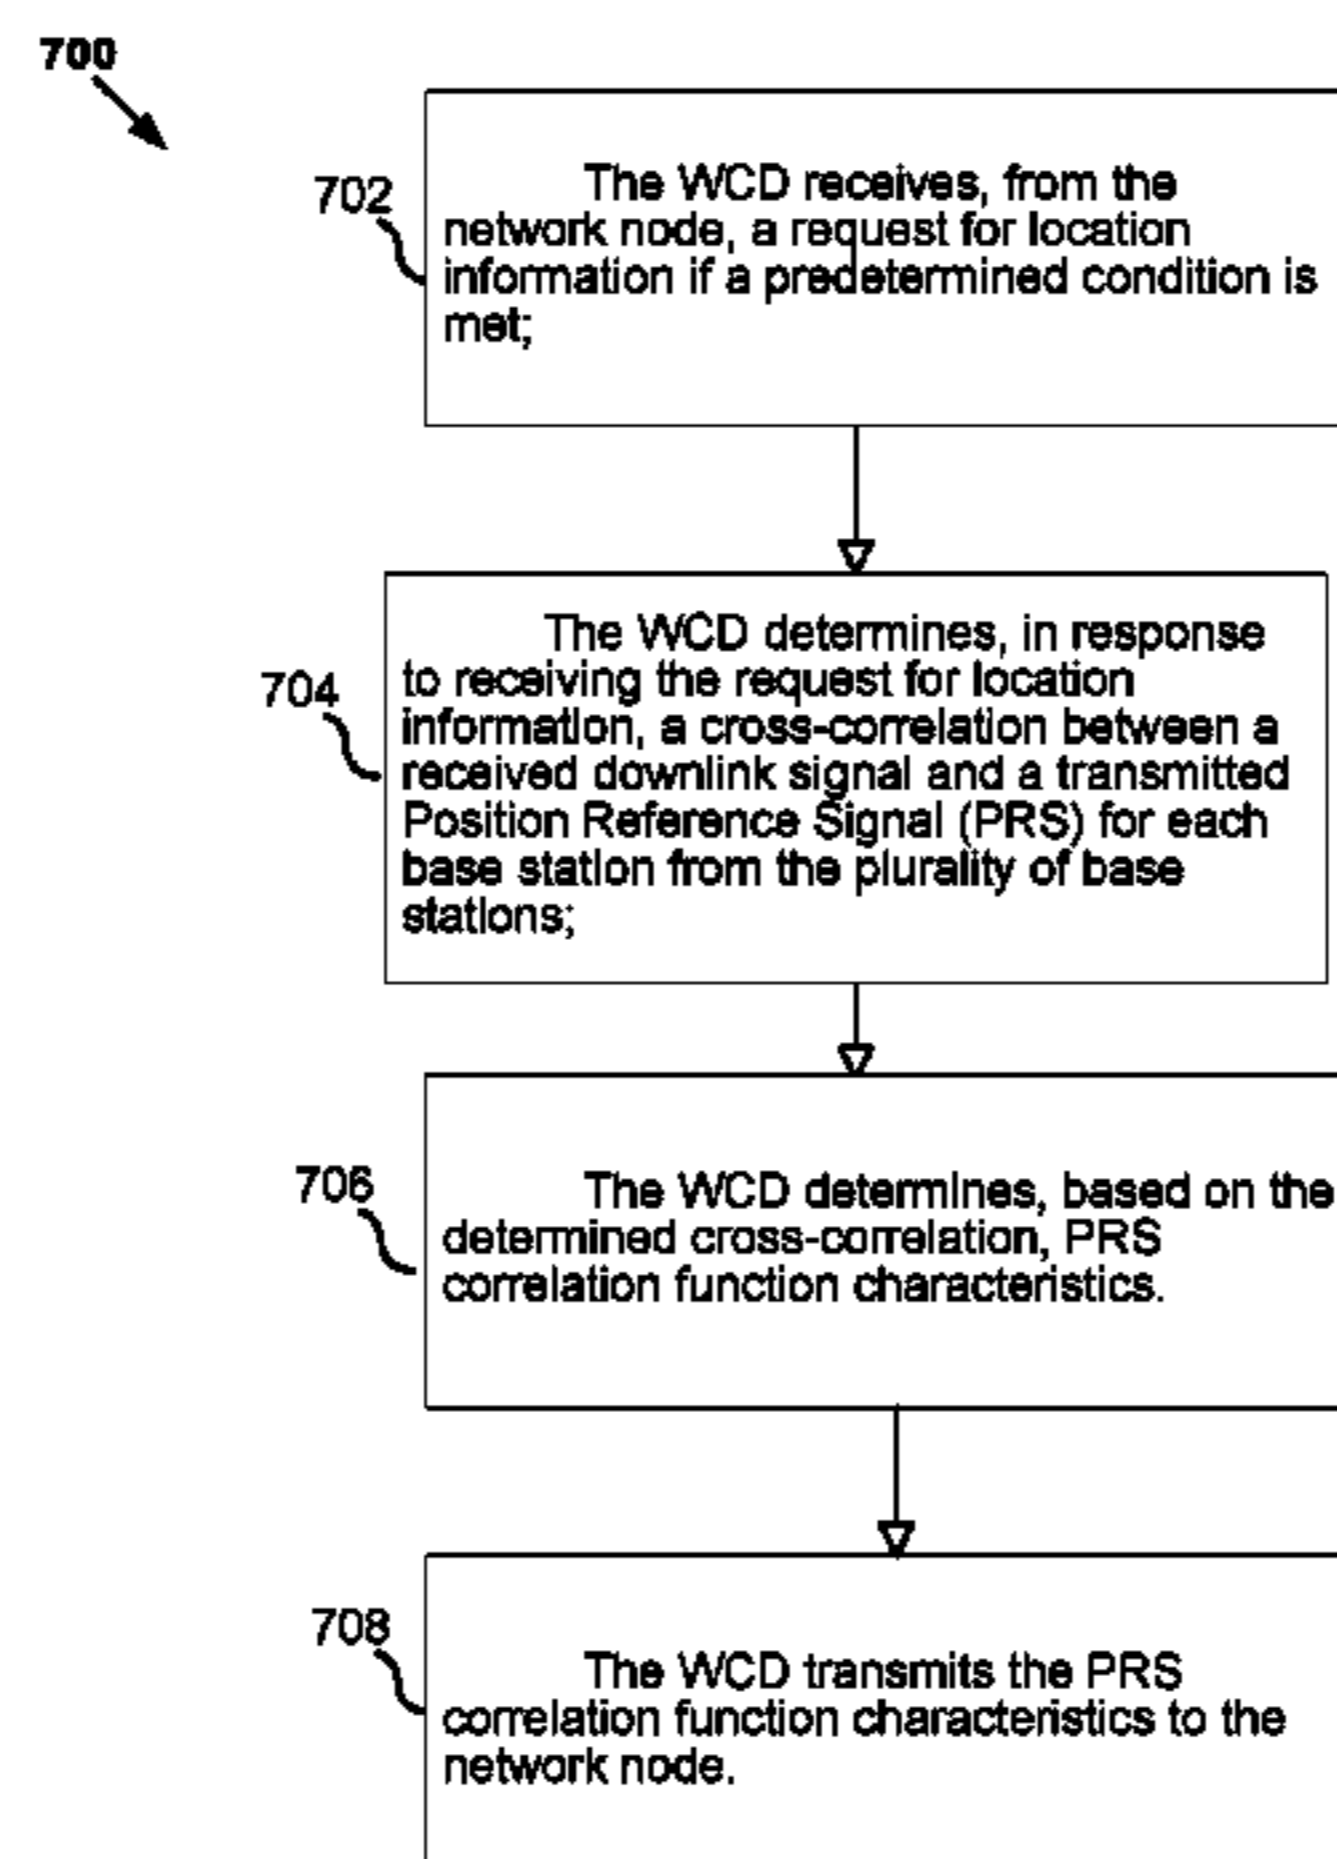 700
702
The WCD receives, from the
network node, a request for location
information if a predetermined condition is
met;
704
The WCD determines, in response
to receiving the request for location
information, a cross-correlation between a
received downlink signal and a transmitted
Position Reference Signal (PRS) for each
base station from the plurality of base
stations;
706
The WCD determines, based on the
determined cross-correlation, PRS
correlation function characteristics.
708
The WCD transmits the PRS
correlation function characteristics to the
network node.